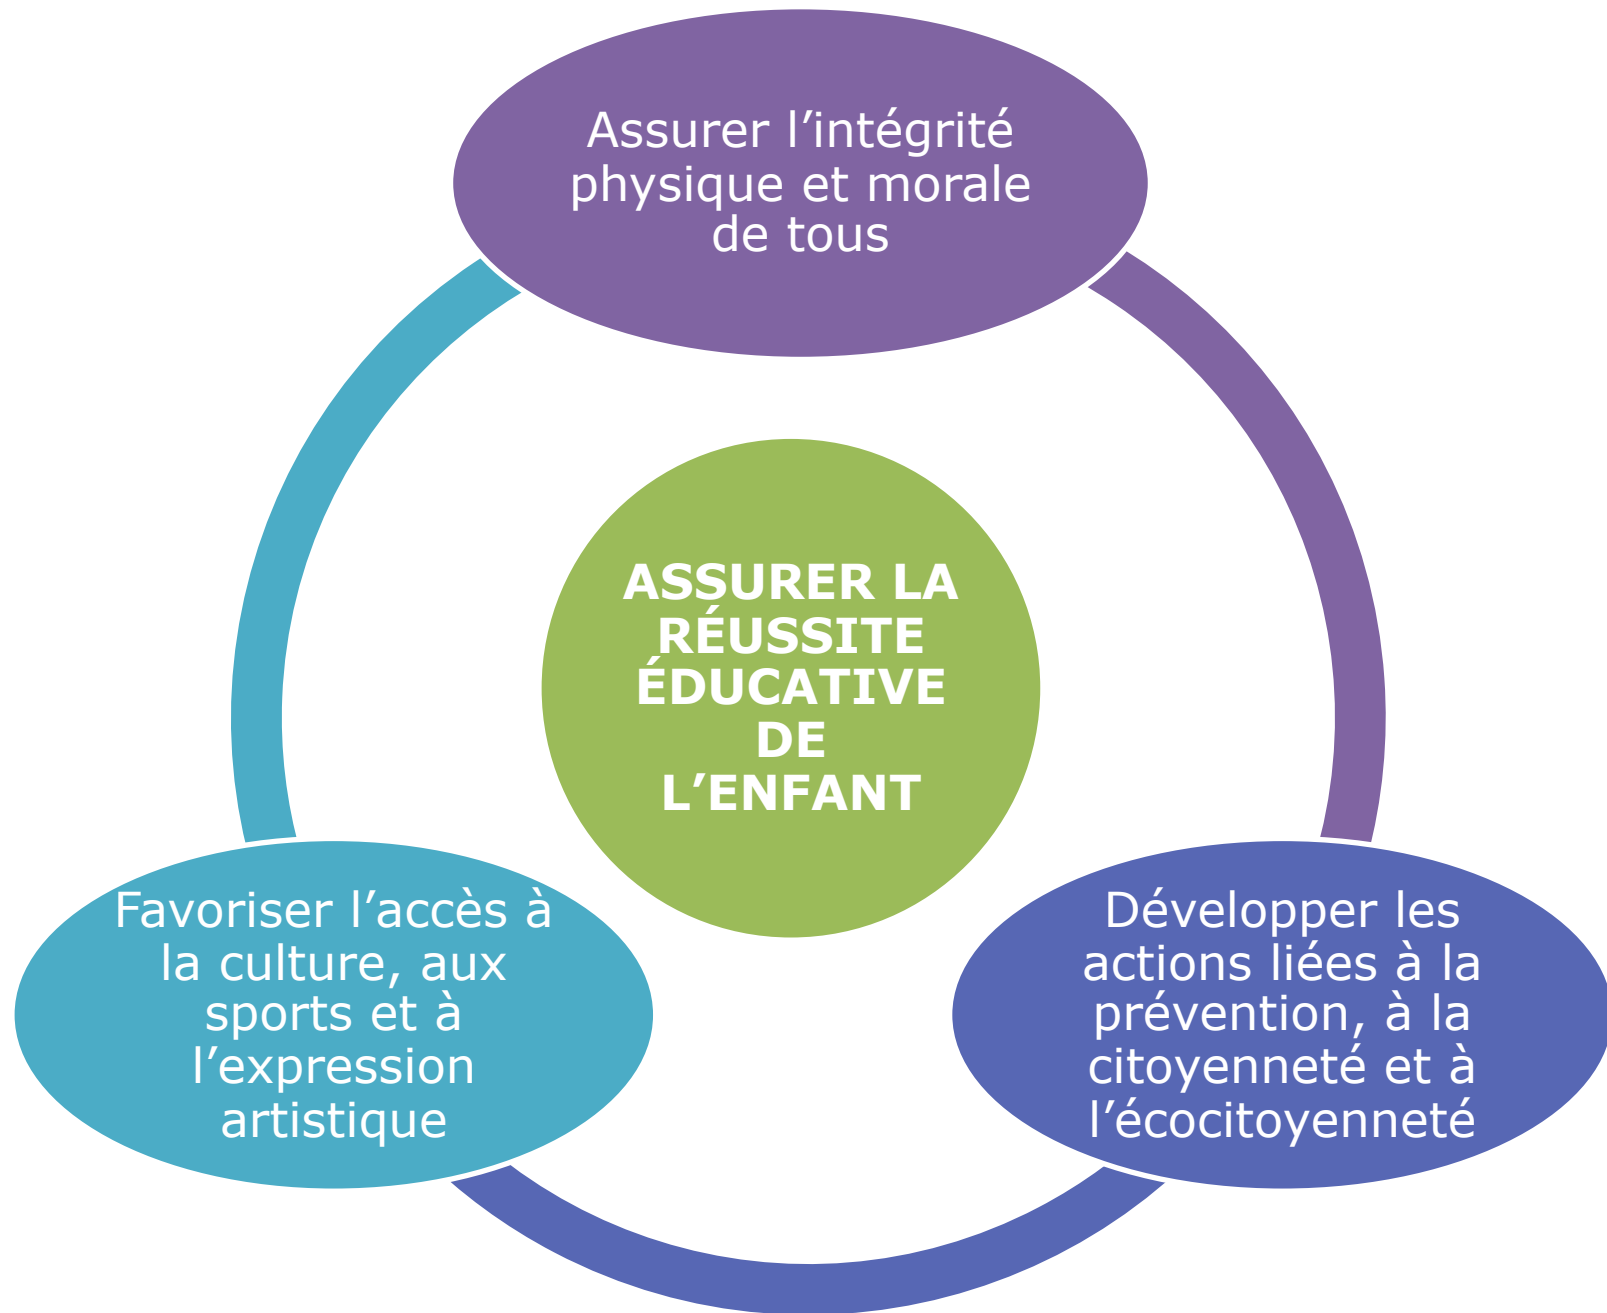 Assurer l’intégrité
physique et morale
de tous
ASSURER LA
RÉUSSITE
ÉDUCATIVE
DE
L’ENFANT
Favoriser l’accès à
la culture, aux
sports et à
l’expression
artistique
Développer les
actions liées à la
prévention, à la
citoyenneté et à
l’écocitoyenneté